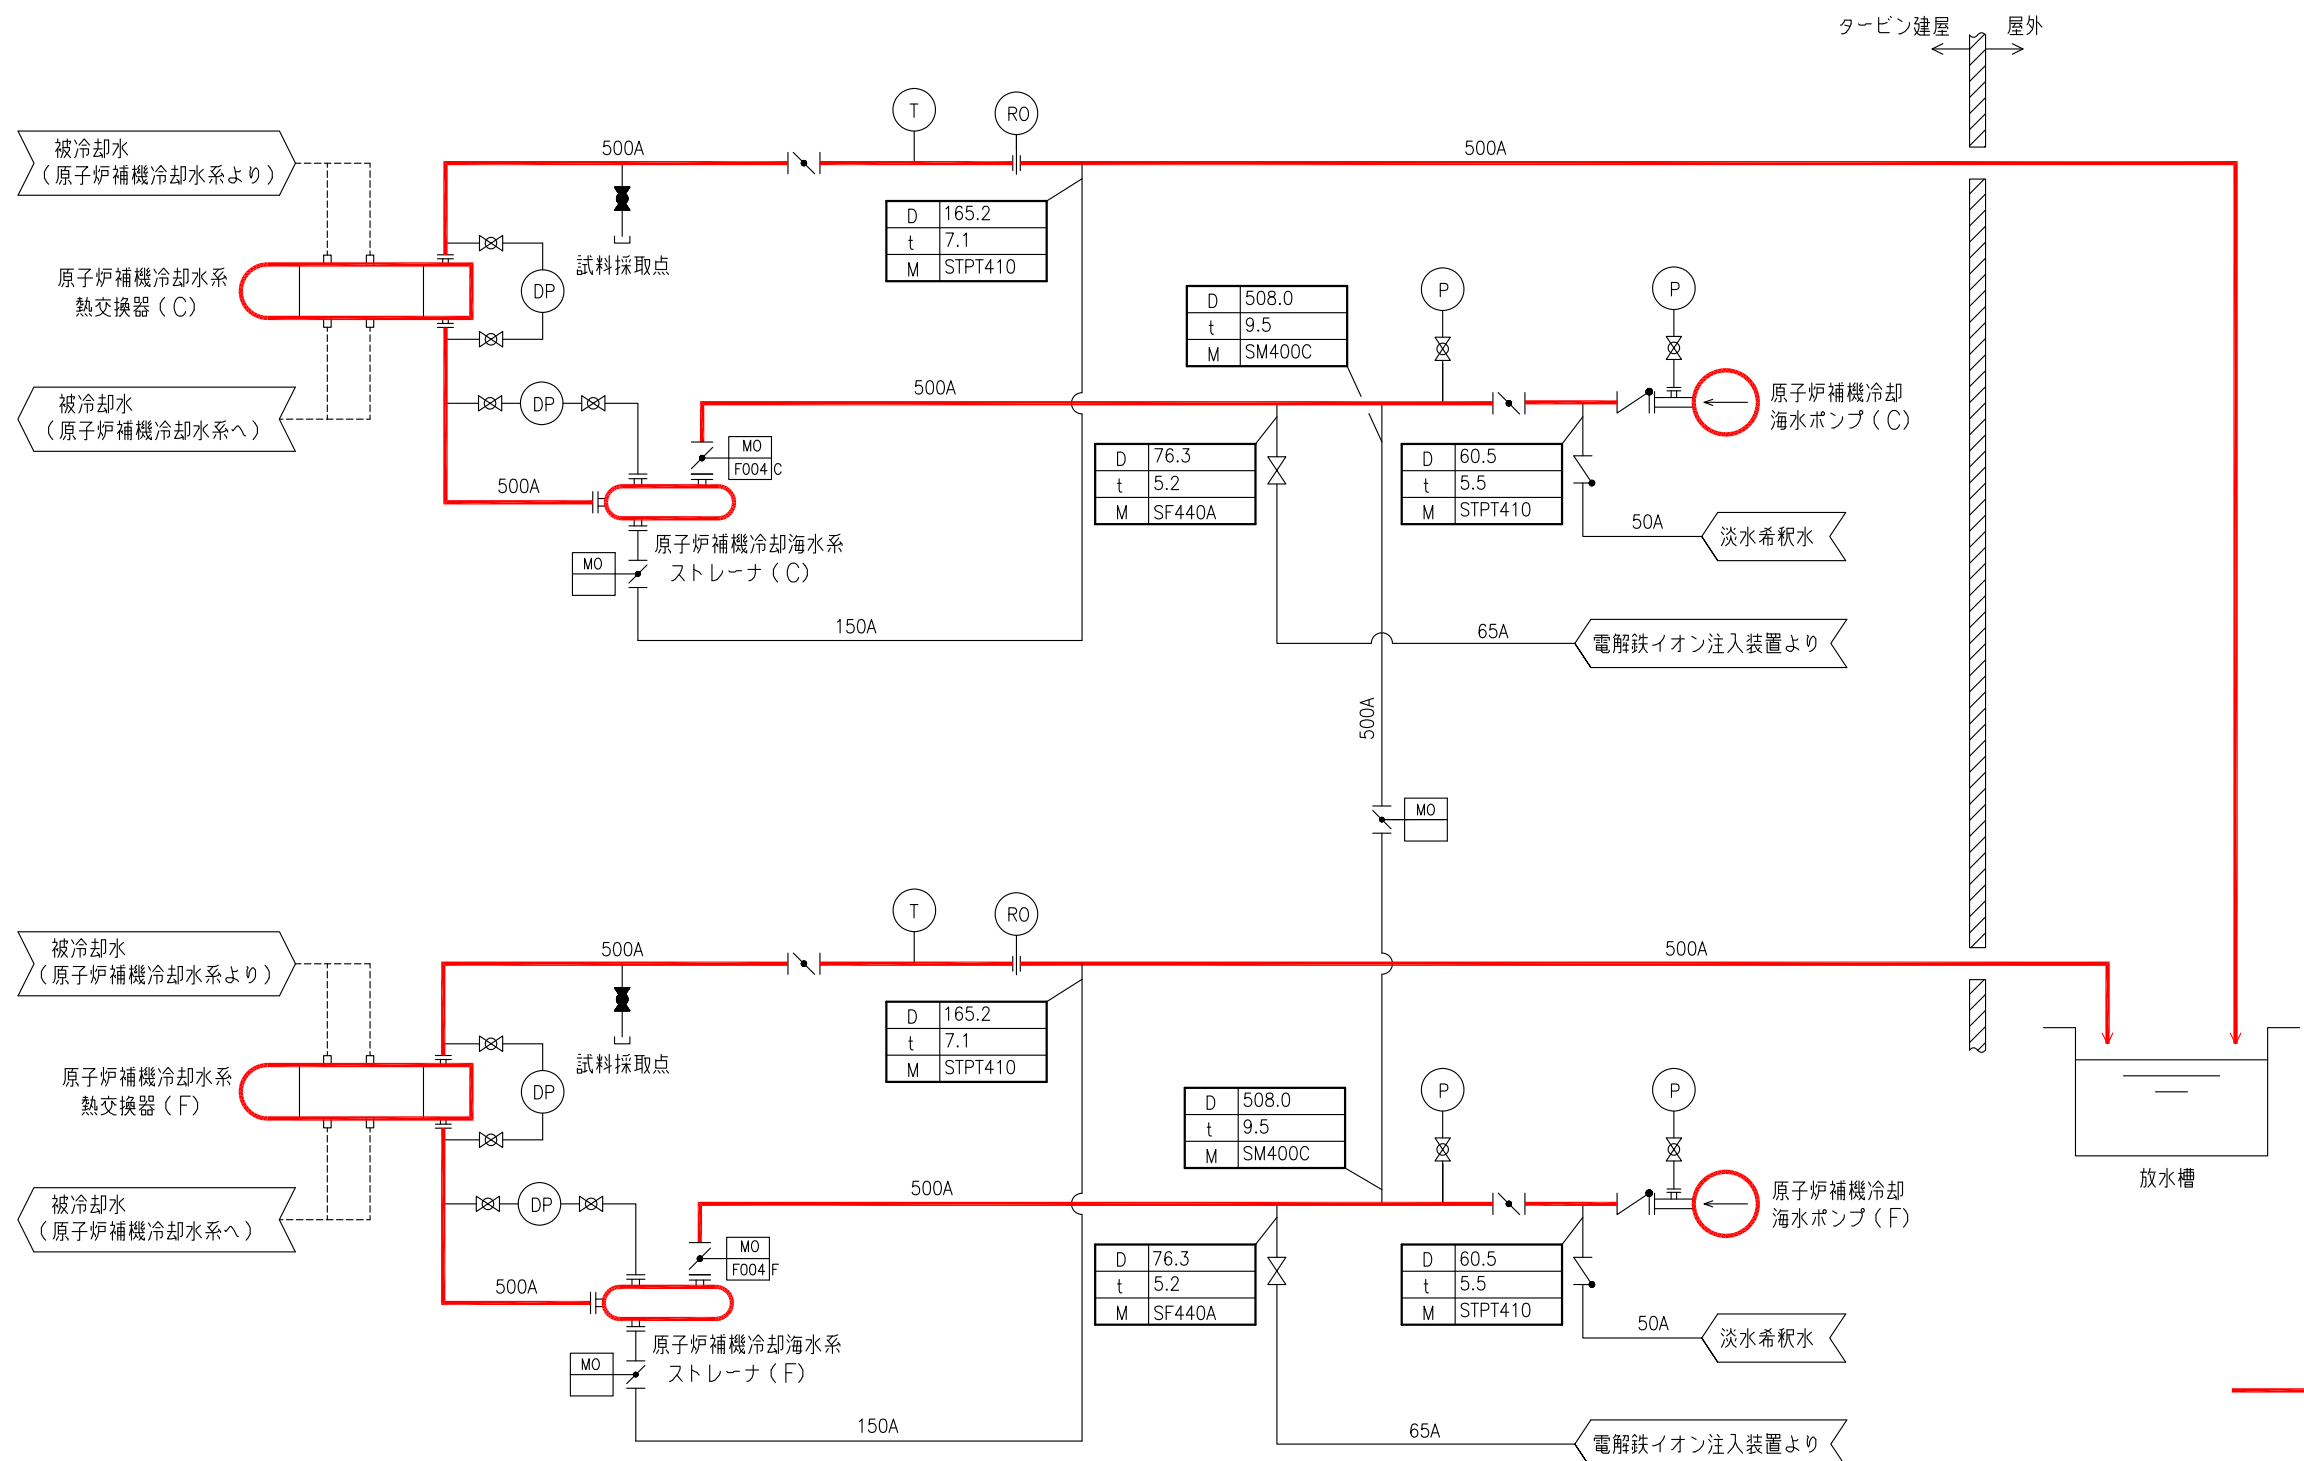 タービン建屋
屋外
T
RO
500A
500A
被冷却水
(原子炉補機冷却水系より)
D 165.2
t 7.1
M STPT410
試料採取点
原子炉補機冷却水系
熱交換器(C)
DP
P
P
D 508.0
t 9.5
M SM400C
500A
被冷却水
(原子炉補機冷却水系へ)
DP
原子炉補機冷却
海水ポンプ(C)
MO
F004 C
D 76.3
t 5.2
M SF440A
D 60.5
t 5.5
M STPT410
500A
50A
淡水希釈水
原子炉補機冷却海水系
ストレーナ(C)
MO
150A
65A
電解鉄イオン注入装置より
500A
MO
T
RO
500A
500A
被冷却水
(原子炉補機冷却水系より)
D 165.2
t 7.1
M STPT410
試料採取点
原子炉補機冷却水系
熱交換器(F)
DP
P
P
D 508.0
t 9.5
M SM400C
放水槽
500A
被冷却水
(原子炉補機冷却水系へ)
DP
原子炉補機冷却
海水ポンプ(F)
MO
F004 F
D 76.3
t 5.2
M SF440A
D 60.5
t 5.5
M STPT410
500A
50A
淡水希釈水
原子炉補機冷却海水系
ストレーナ(F)
MO
150A
65A
電解鉄イオン注入装置より